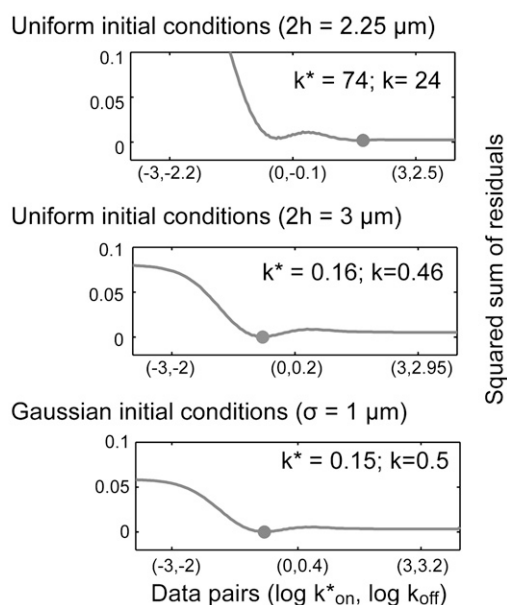 Uniform initial conditions (2h = 2.25 µm)
0.1
k* = 74; k= 24
0.05
0
(-3,-2.2) (0,-0.1) (3,2.5)
Uniform initial conditions (2h = 3 µm)
0.1
k* = 0.16; k=0.46
0.05
0
(-3,-2) (0,0.2) (3,2.95)
Gaussian initial conditions (σ = 1 µm)
0.1
k* = 0.15; k=0.5
0.05
0
(-3,-2) (0,0.4) (3,3.2)
Data pairs (log k*on, log koff)
Squared sum of residuals